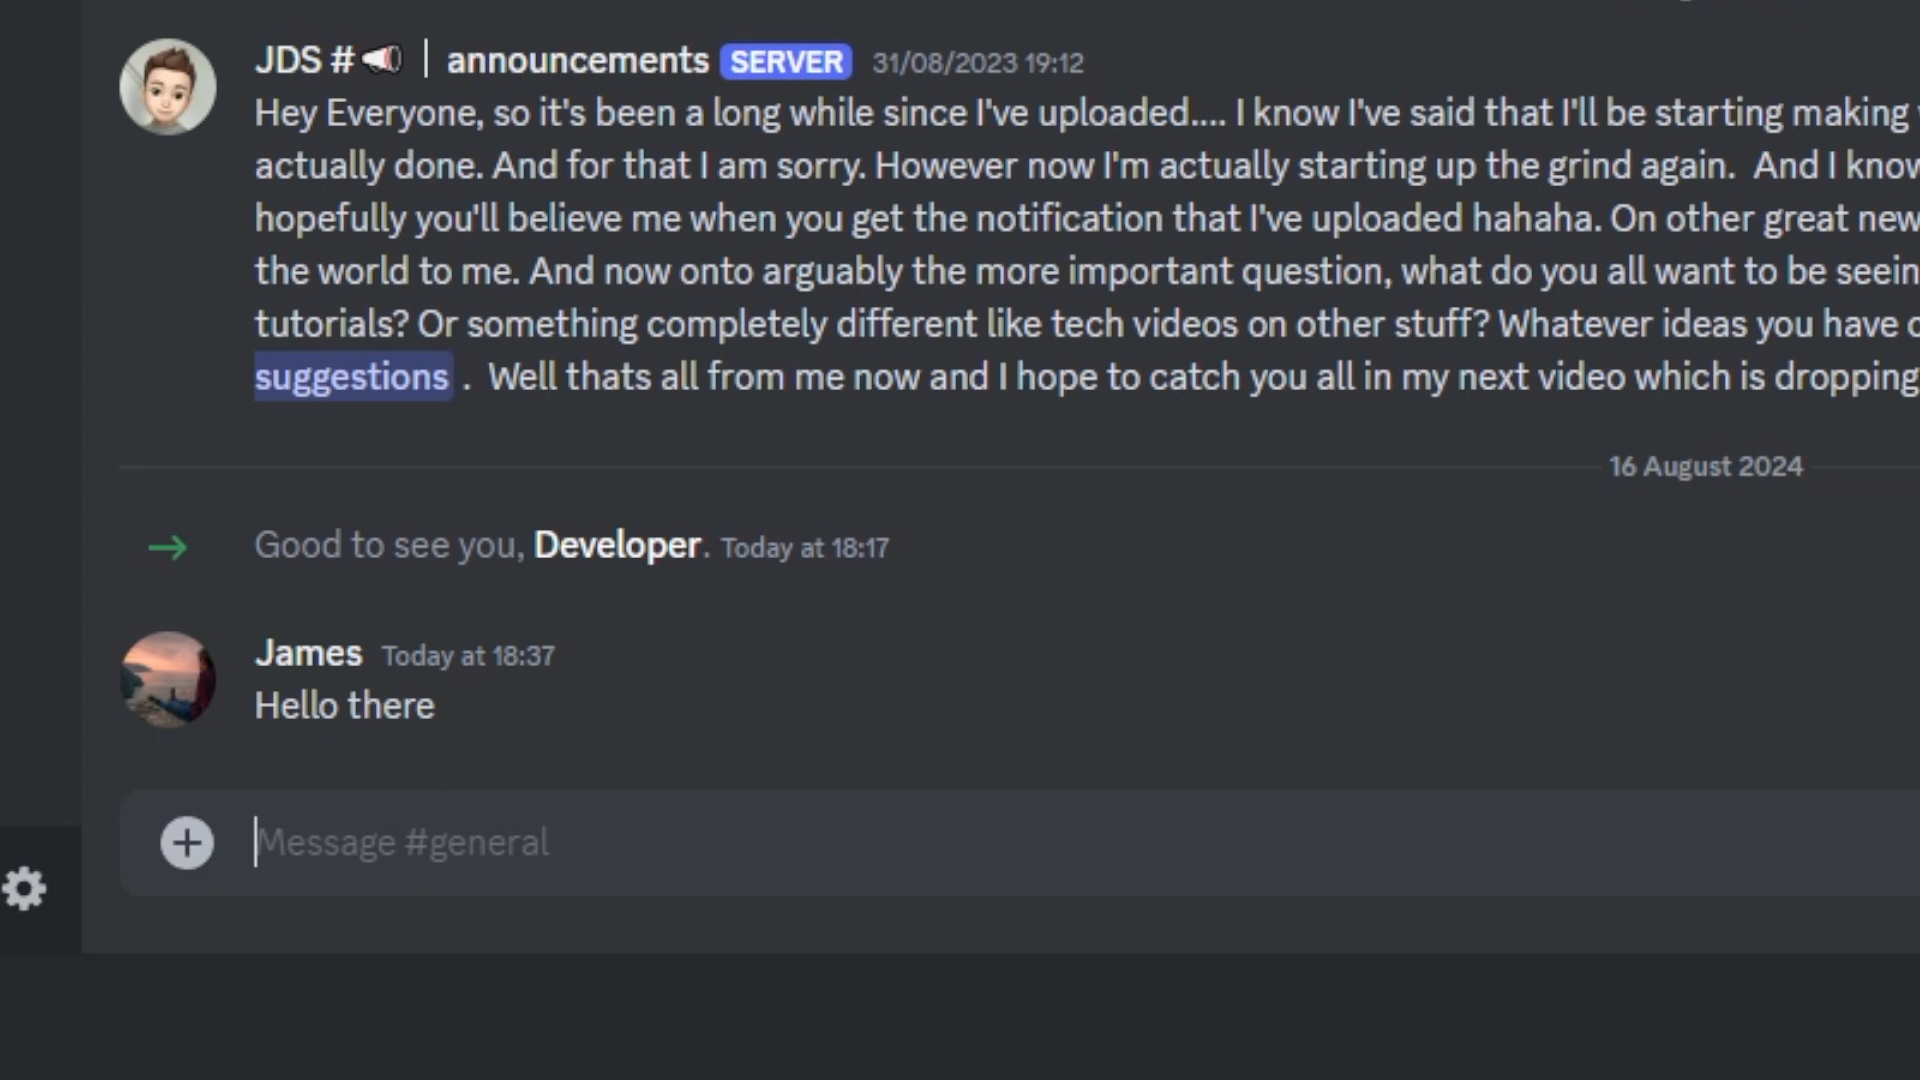 JDS #📣 | announcements SERVER 31/08/2023 19:12
Hey Everyone, so it's been a long while since I've uploaded.... I know I've said that I'll be starting making
actually done. And for that I am sorry. However now I'm actually starting up the grind again.  And I know
hopefully you'll believe me when you get the notification that I've uploaded hahaha. On other great new
the world to me. And now onto arguably the more important question, what do you all want to be seein
tutorials? Or something completely different like tech videos on other stuff? Whatever ideas you have
suggestions .  Well thats all from me now and I hope to catch you all in my next video which is dropping
16 August 2024
Good to see you, Developer. Today at 18:17
James Today at 18:37
Hello there
Message #general